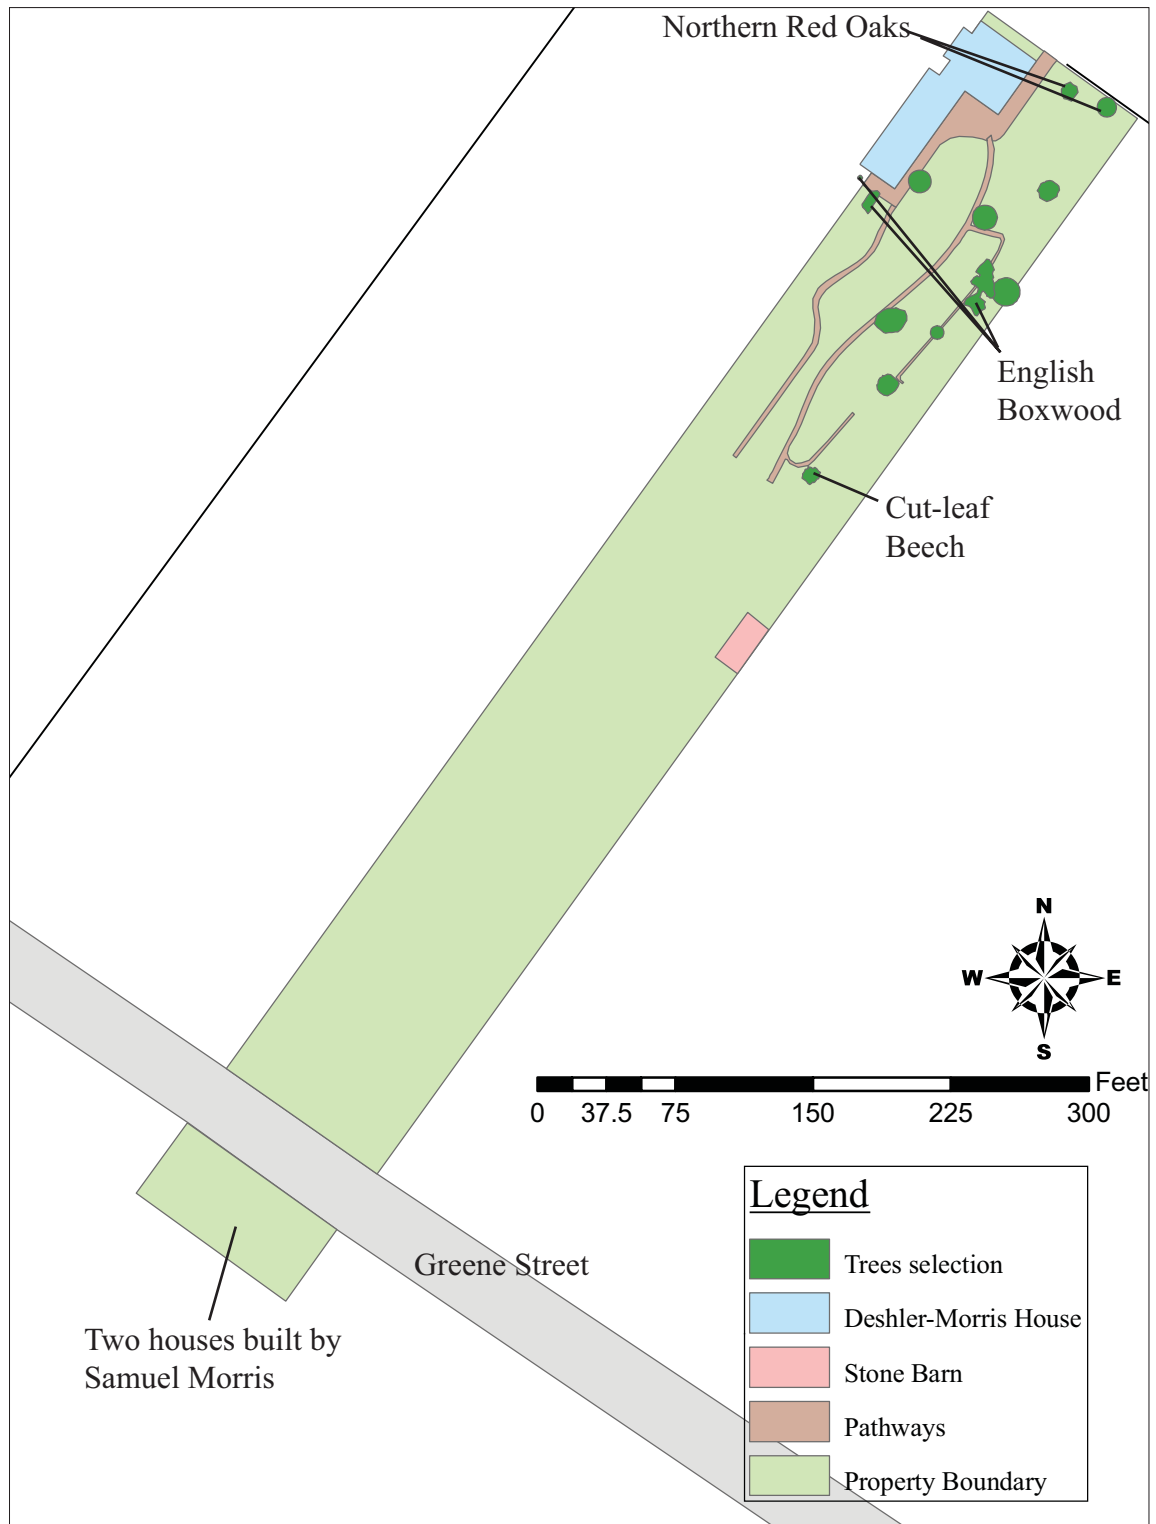 Northern Red Oaks
English
Boxwood
Cut-leaf
Beech
N
W E
S
Feet
0 37.5 75 150 225 300
Greene Street
Two houses built by
Samuel Morris
Legend
Trees selection
Deshler-Morris House
Stone Barn
Pathways
Property Boundary